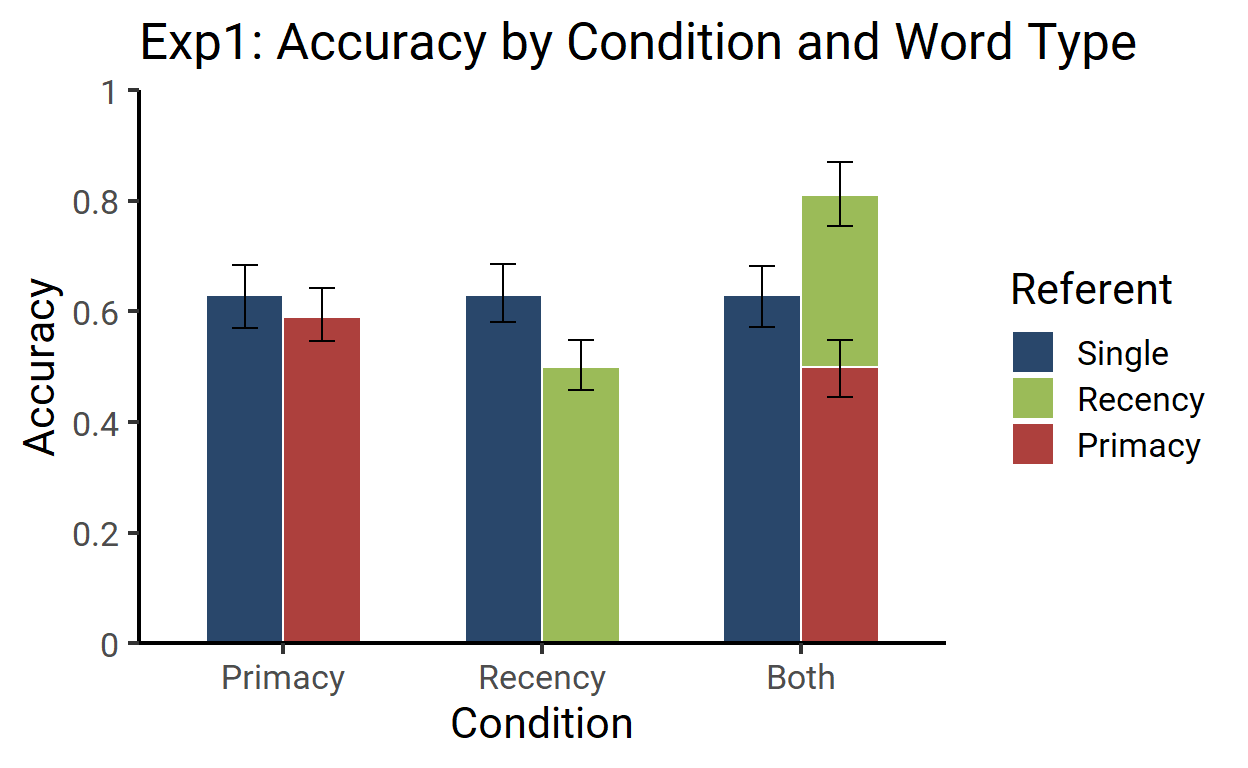 Exp1: Accuracy by Condition and Word Type
1
0.8
0.6
0.4
0.2
0
Accuracy
Primacy Recency Both
Condition
Referent
Single
Recency
Primacy